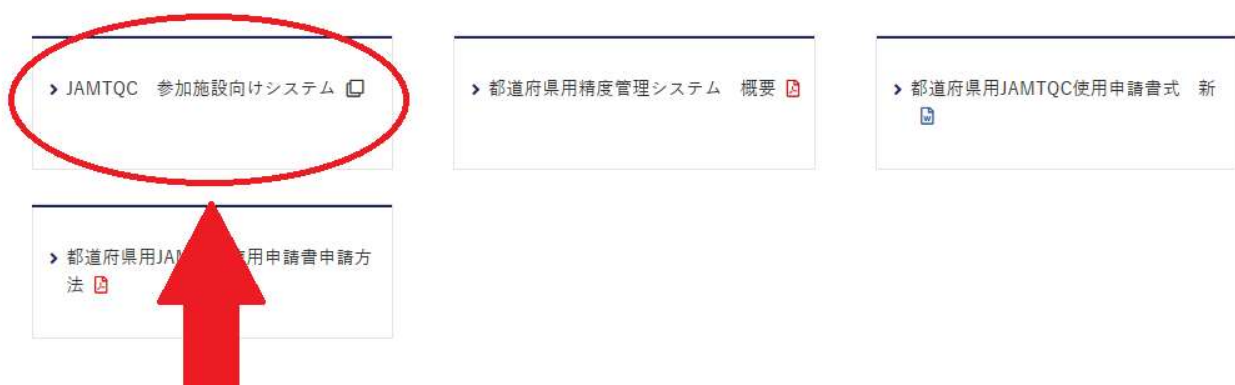 JAMTQC 参加施設向けシステム
都道府県用精度管理システム 概要
都道府県用JAMTQC使用申請書式 新
都道府県用JA 用申請書申請方
法